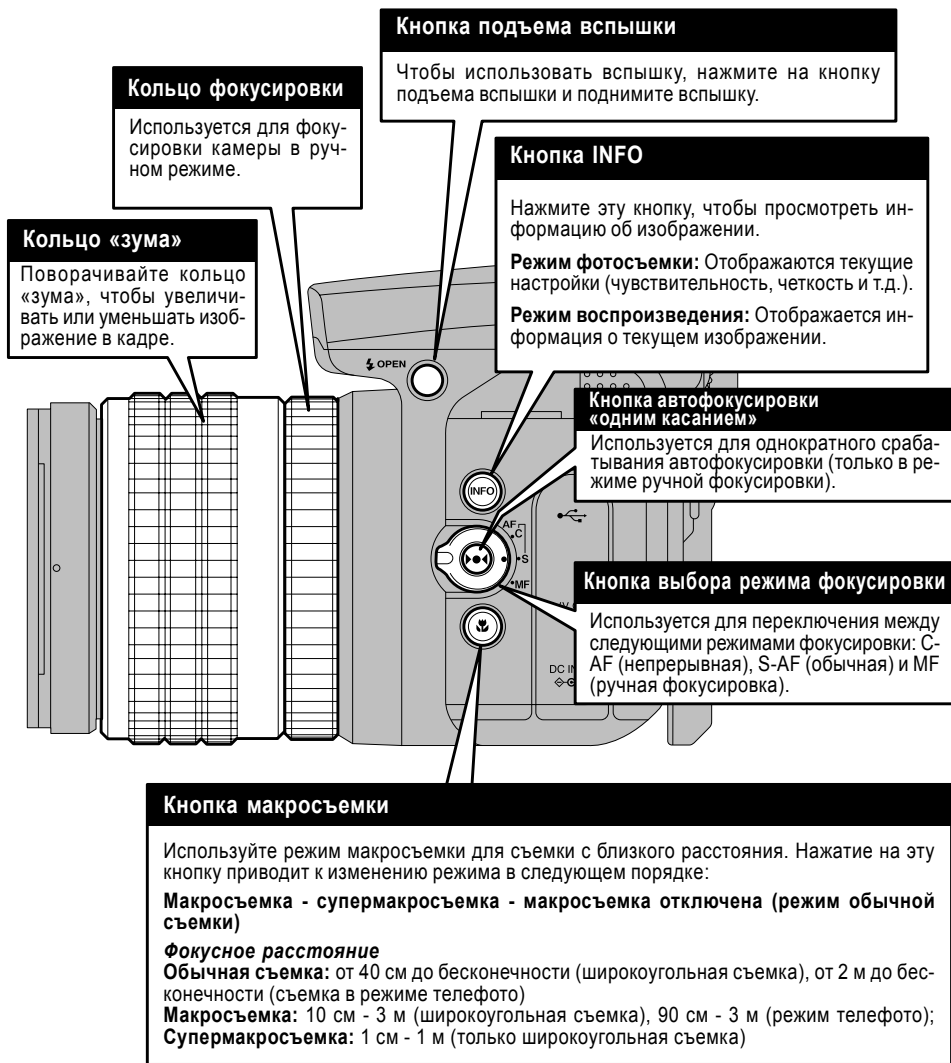 Кнопка подъема вспышки
Чтобы использовать вспышку, нажмите на кнопку
подъема вспышки и поднимите вспышку.
Кольцо фокусировки
Используется для фоку-
сировки камеры в руч-
ном режиме.
Кнопка INFO
Нажмите эту кнопку, чтобы просмотреть ин-
формацию об изображении.
Режим фотосъемки: Отображаются текущие
настройки (чувствительность, четкость и т.д.).
Режим воспроизведения: Отображается ин-
формация о текущем изображении.
Кольцо «зума»
Поворачивайте кольцо
«зума», чтобы увеличи-
вать или уменьшать изоб-
ражение в кадре.
OPEN
Кнопка автофокусировки
«одним касанием»
Используется для однократного сраба-
тывания автофокусировки (только в ре-
жиме ручной фокусировки).
INFO
AF
C
S
MF
Кнопка выбора режима фокусировки
Используется для переключения между
следующими режимами фокусировки: C-
AF (непрерывная), S-AF (обычная) и MF
(ручная фокусировка).
DC IN
Кнопка макросъемки
Используйте режим макросъемки для съемки с близкого расстояния. Нажатие на эту
кнопку приводит к изменению режима в следующем порядке:
Макросъемка - супермакросъемка - макросъемка отключена (режим обычной
съемки)
Фокусное расстояние
Обычная съемка: от 40 см до бесконечности (широкоугольная съемка), от 2 м до бес-
конечности (съемка в режиме телефото)
Макросъемка: 10 см - 3 м (широкоугольная съемка), 90 см - 3 м (режим телефото);
Супермакросъемка: 1 см - 1 м (только широкоугольная съемка)